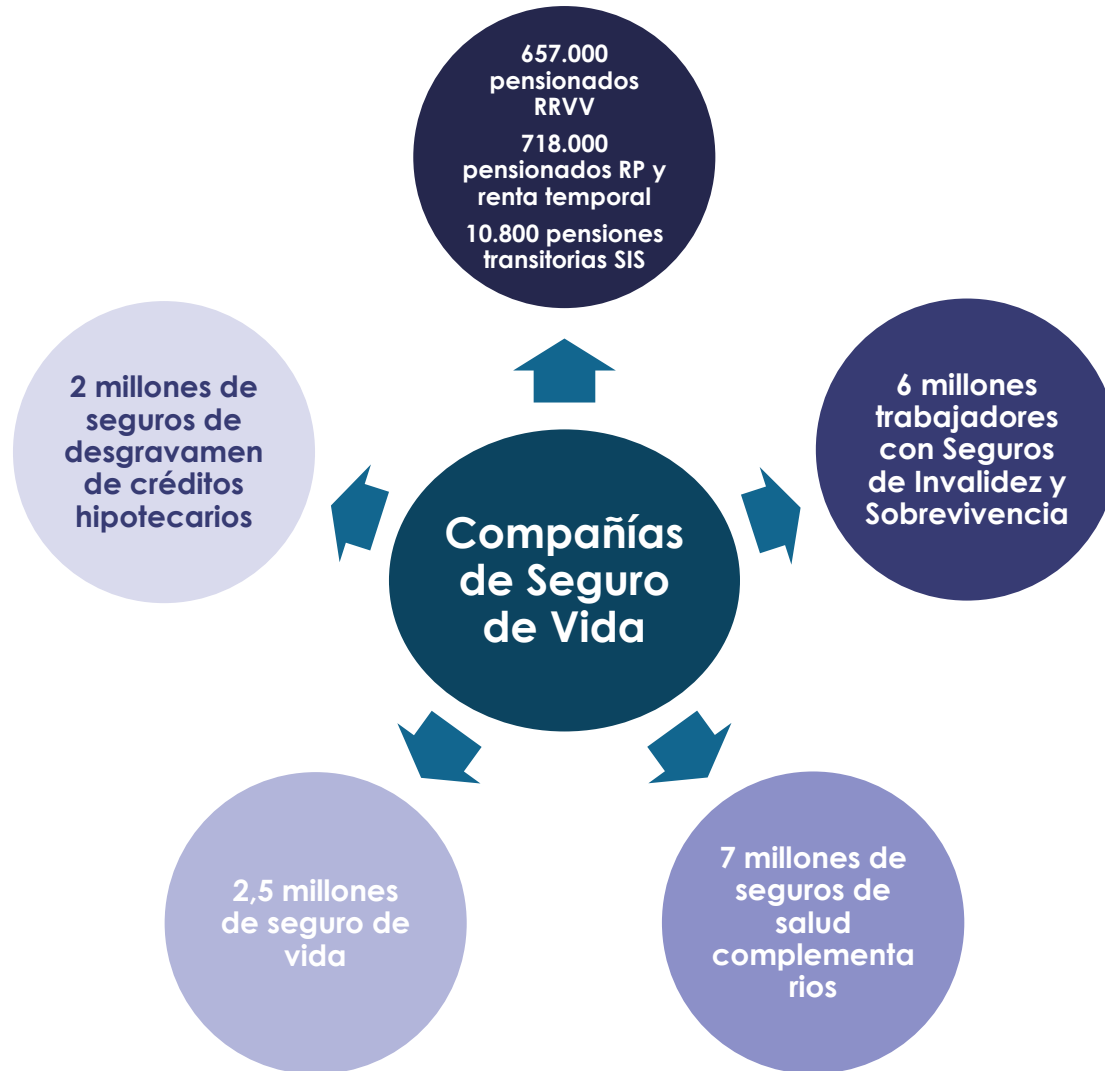 657.000
pensionados
RRVV
718.000
pensionados RP y
renta temporal
10.800 pensiones
transitorias SIS
2 millones de
seguros de
desgravamen
de créditos
hipotecarios
6 millones
trabajadores
con Seguros
de Invalidez y
Sobrevivencia
Compañías
de Seguro
de Vida
2,5 millones
de seguro de
vida
7 millones de
seguros de
salud
complementa
rios